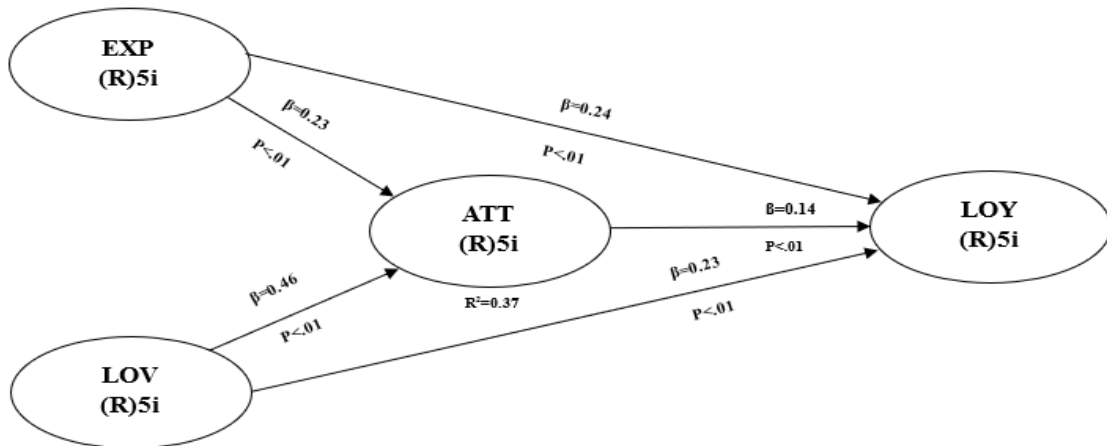 EXP
(R)5i
β=0.24
β=0.23
P<.01
P<.01
ATT
(R)5i
ß=0.14
LOY
(R)5i
P<.01
β=0.23
β=0.46
R²=0.37
P<.01
P<.01
LOV
(R)5i